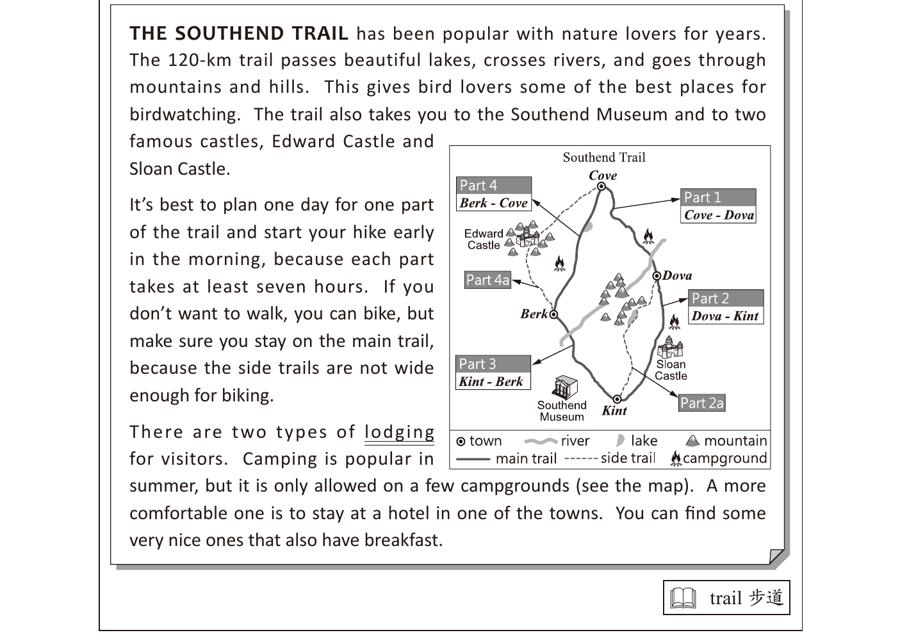 THE SOUTHEND TRAIL has been popular with nature lovers for years.
The 120-km trail passes beautiful lakes, crosses rivers, and goes through
mountains and hills. This gives bird lovers some of the best places for
birdwatching. The trail also takes you to the Southend Museum and to two
famous castles, Edward Castle and
Sloan Castle.
It's best to plan one day for one part
of the trail and start your hike early
in the morning, because each part
takes at least seven hours. If you
don't want to walk, you can bike, but
make sure you stay on the main trail,
because the side trails are not wide
enough for biking.
There are two types of lodging
for visitors. Camping is popular in
summer, but it is only allowed on a few campgrounds (see the map). A more
comfortable one is to stay at a hotel in one of the towns. You can find some
very nice ones that also have breakfast.
Southend Trail
Cove
Part 4
Berk - Cove
Part 1
Cove - Dova
Edward
Castle
Part 4a
Dova
Part 2
Dova - Kint
Berk
Part 3
Kint - Berk
Sloan
Castle
Southend
Museum
Kint
Part 2a
town river lake mountain
main trail side trail campground
trail 步道